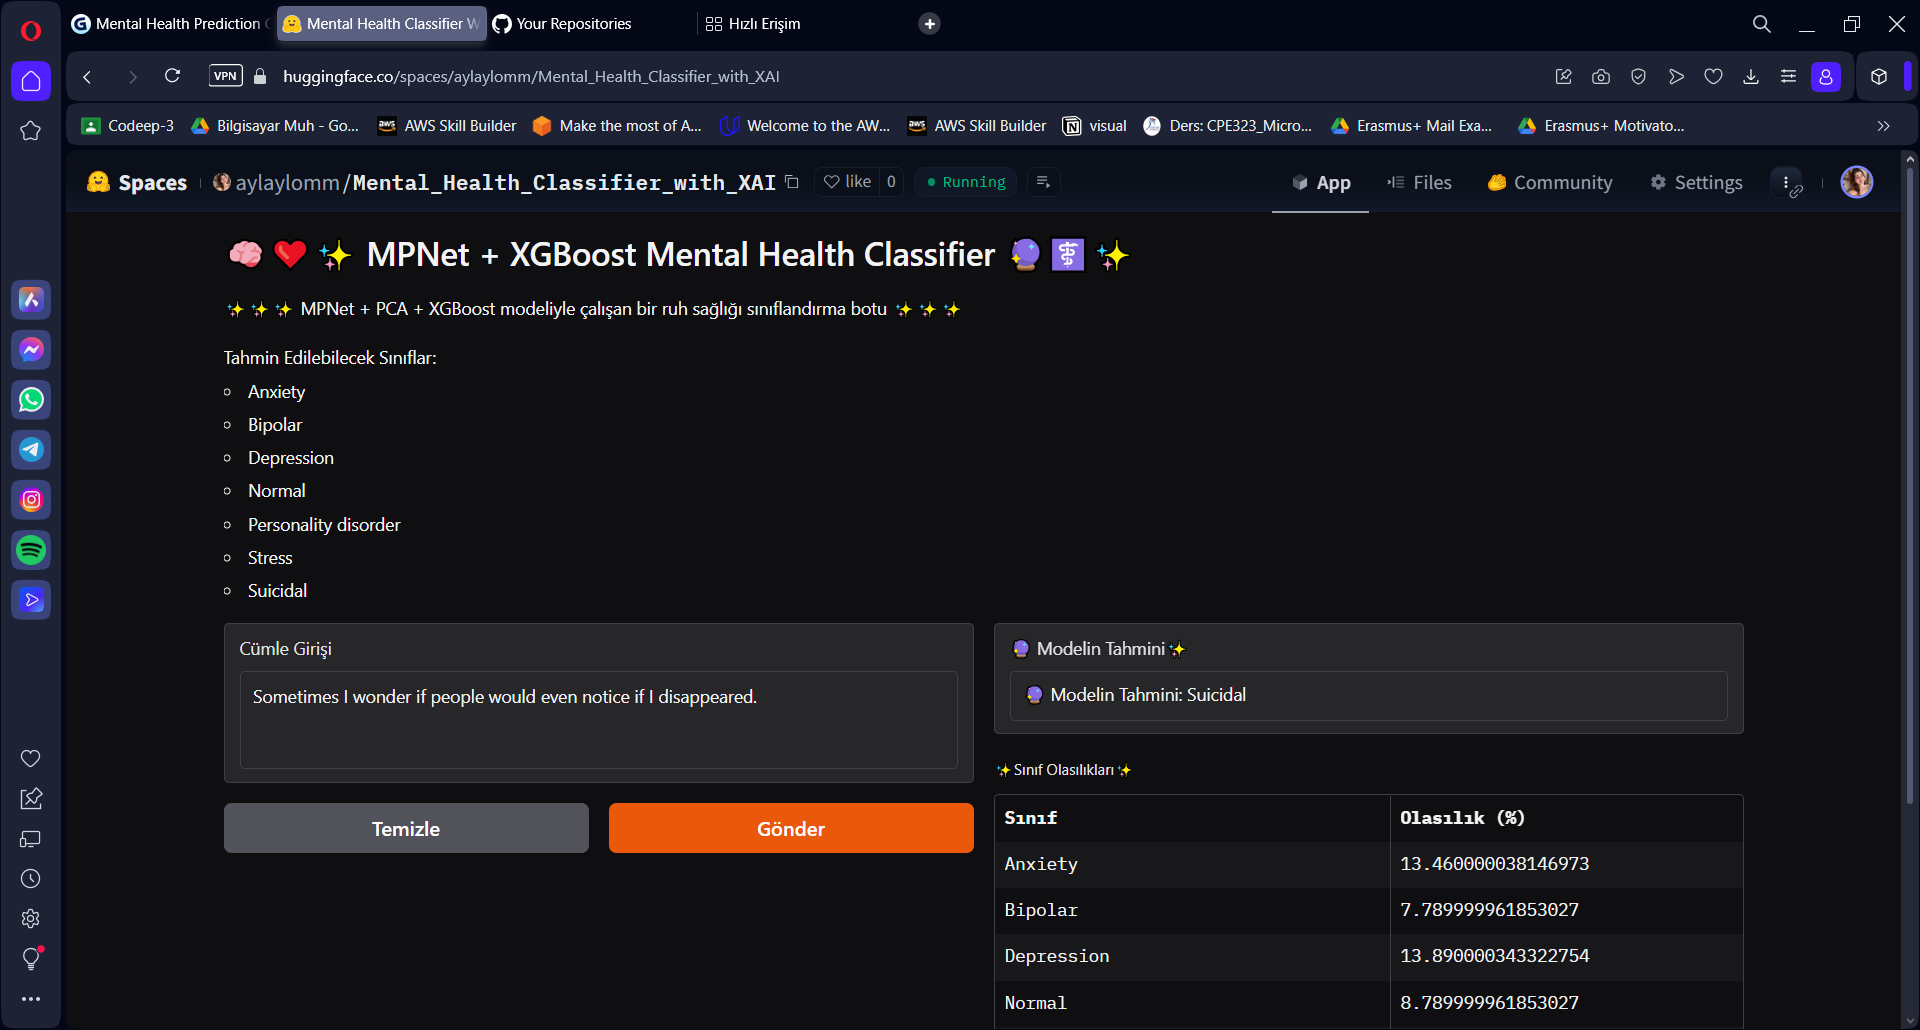 Mental Health Prediction
Mental Health Classifier W
Your Repositories
Hızlı Erişim
VPN
huggingface.co/spaces/aylaylomm/Mental_Health_Classifier_with_XAI
Codeep-3
Bilgisayar Muh - Go...
aws
AWS Skill Builder
Make the most of A...
Welcome to the AW...
aws
AWS Skill Builder
visual
Ders: CPE323_Micro...
Erasmus+ Mail Exa...
Erasmus+ Motivato...
Spaces
aylaylomm/Mental_Health_Classifier_with_XAI
like
0
Running
App
Files
Community
Settings
🧠❤️✨ MPNet + XGBoost Mental Health Classifier 🔮⚕️✨
✨✨✨ MPNet + PCA + XGBoost modeliyle çalışan bir ruh sağlığı sınıflandırma botu ✨✨✨
Tahmin Edilebilecek Sınıflar:
Anxiety
Bipolar
Depression
Normal
Personality disorder
Stress
Suicidal
Cümle Girişi
Sometimes I wonder if people would even notice if I disappeared.
Temizle
Gönder
🔮 Modelin Tahmini✨
🔮 Modelin Tahmini: Suicidal
✨Sınıf Olasılıkları✨
Sınıf Olasılık (%)
Anxiety 13.460000038146973
Bipolar 7.789999961853027
Depression 13.890000343322754
Normal 8.789999961853027